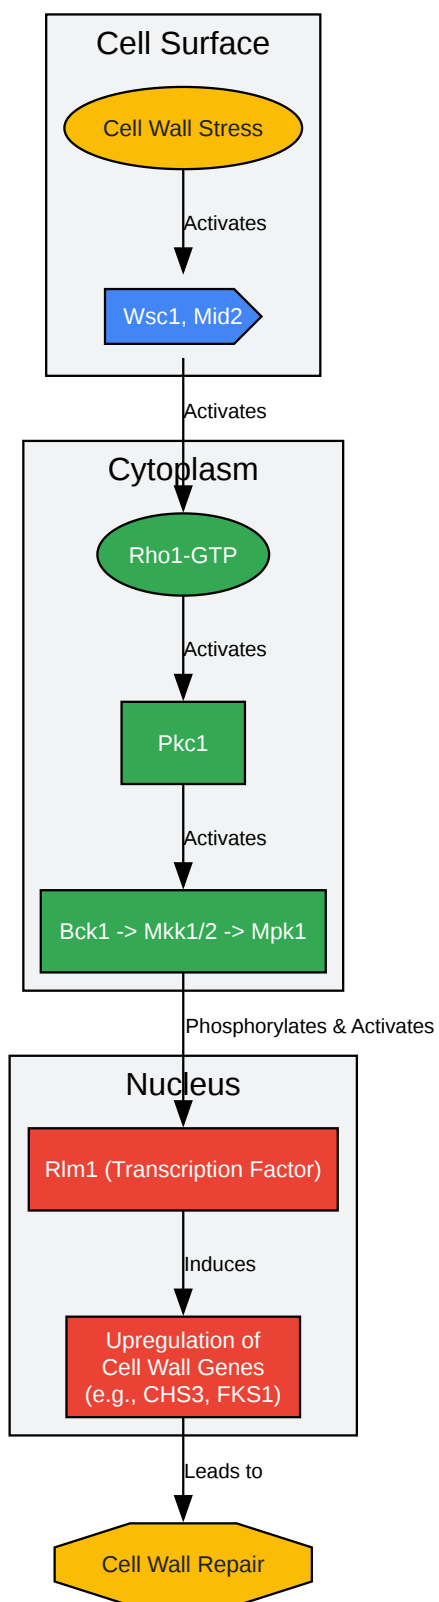 Cell Surface
Cell Wall Stress
Activates
Wsc1, Mid2
Activates
Cytoplasm
Rho1-GTP
Activates
Pkc1
Activates
Bck1 -> Mkk1/2 -> Mpk1
Phosphorylates & Activates
Nucleus
Rlm1 (Transcription Factor)
Induces
Upregulation of
Cell Wall Genes
(e.g., CHS3, FKS1)
Leads to
Cell Wall Repair